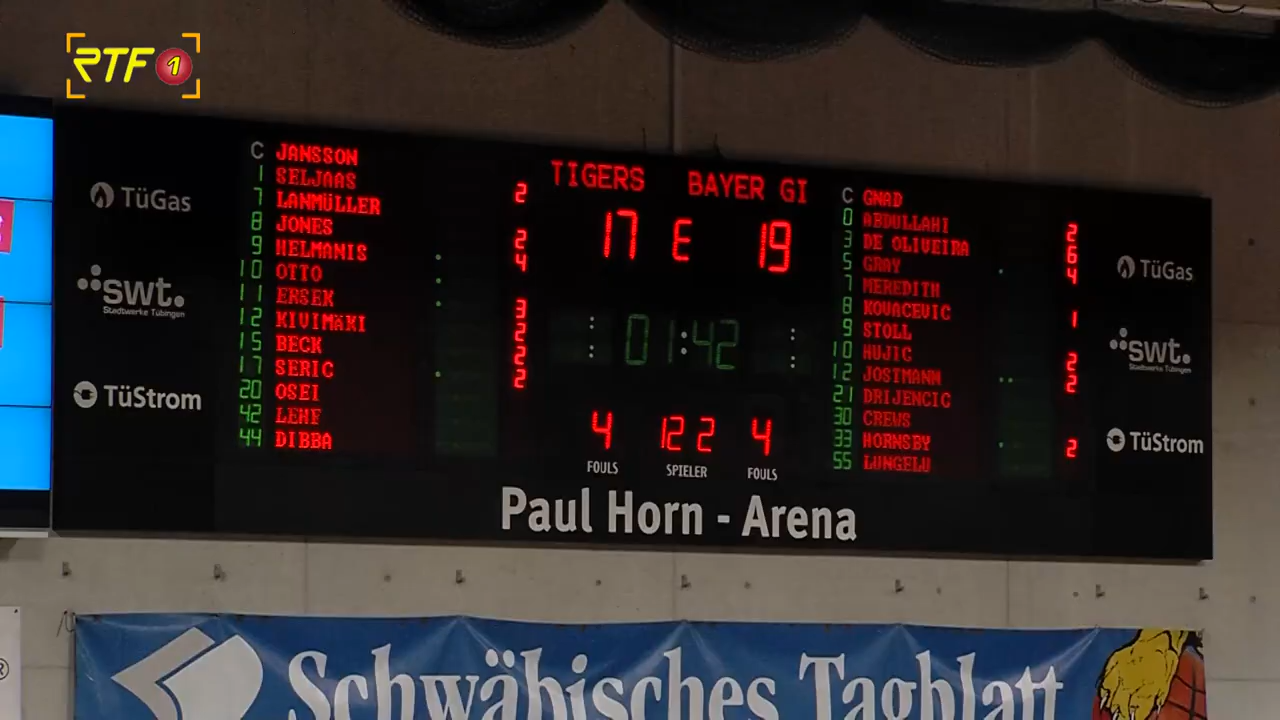 RTF 1
TIGERS BAYER GI
17 E 19
01:42
4 12 2 4
FOULS SPIELER FOULS
C JANSSON
1 SELJAAS 2
7 LANMÜLLER
8 JONES 2
9 HELMANIS 4
10 OTTO
11 ERSEK 3
12 KIVIMÄKI 2
15 BECK 2
17 SERIC 2
20 OSEI
42 LEHF
44 DIBBA
C GNAD
0 ABDULLAHI 2
3 DE OLIVEIRA 6
5 GRAY 4
7 MEREDITH
8 KOVACEVIC 1
9 STOLL
10 HUJIC 2
12 JOSTMANN 2
21 DRIJENCIC
30 CREWS
33 HORNSBY 2
55 LUNGELU
TüGas
swt.
Stadtwerke Tübingen
TüStrom
TüGas
swt.
Stadtwerke Tübingen
TüStrom
Paul Horn - Arena
Schwäbisches Tagblatt
®